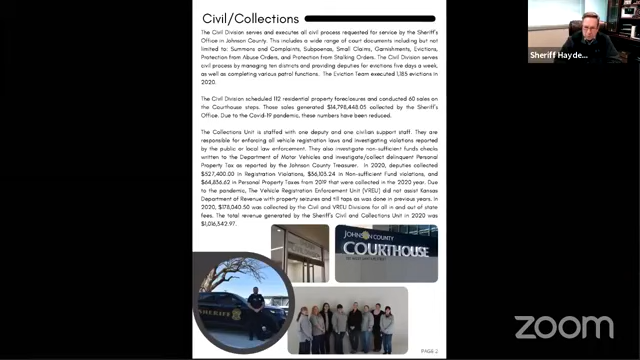 Civil/Collections
The Civil Division serves and executes all civil process requested for service by the Sheriff's
Office in Johnson County. This includes a wide range of court documents including but not
limited to: Summons and Complaints, Subpoenas, Small Claims, Garnishments, Evictions,
Protection from Abuse Orders, and Protection from Stalking Orders. The Civil Division serves
civil process by managing ten districts and providing deputies for evictions five days a week,
as well as completing various patrol functions. The Eviction Team executed 1,185 evictions in
2020.
The Civil Division scheduled 112 residential property foreclosures and conducted 60 sales on
the Courthouse steps. Those sales generated $14,798,448.05 collected by the Sheriff's
Office. Due to the Covid-19 pandemic, these numbers have been reduced.
The Collections Unit is staffed with one deputy and one civilian support staff. They are
responsible for enforcing all vehicle registration laws and investigating violations reported
by the public or local law enforcement. They also investigate non-sufficient funds checks
written to the Department of Motor Vehicles and investigate/collect delinquent Personal
Property Tax as reported by the Johnson County Treasurer. In 2020, deputies collected
$527,400.00 in Registration Violations, $56,103.24 in Non-Sufficient Fund violations, and
$64,856.62 in Personal Property Taxes from 2019 that were collected in the 2020 year. Due
to the pandemic, The Vehicle Registration Enforcement Unit (VREU) did not assist Kansas
Department of Revenue with property seizures and till taps as was done in previous years. In
2020, $178,040.50 was collected by the Civil and VREU Divisions for all in and out of state
fees. The total revenue generated by the Sheriff's Civil and Collections Unit in 2020 was
$1,016,342.97.
JOHNSON COUNTY
COURTHOUSE
SHERIFF
PAGE 2
Sheriff Hayde...
zoom